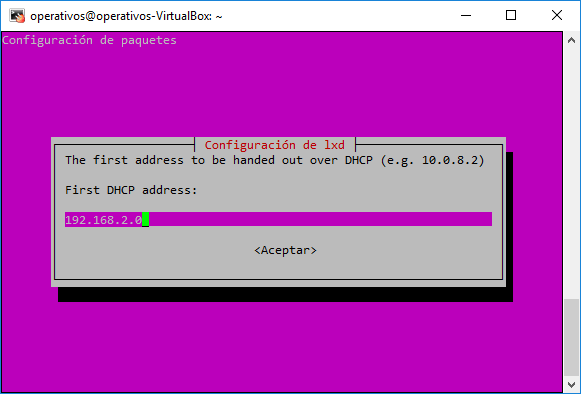 operativos@operativos-VirtualBox: ~
Configuración de paquetes
Configuración de lxd
The first address to be handed out over DHCP (e.g. 10.0.8.2)
First DHCP address:
192.168.2.0
<Aceptar>